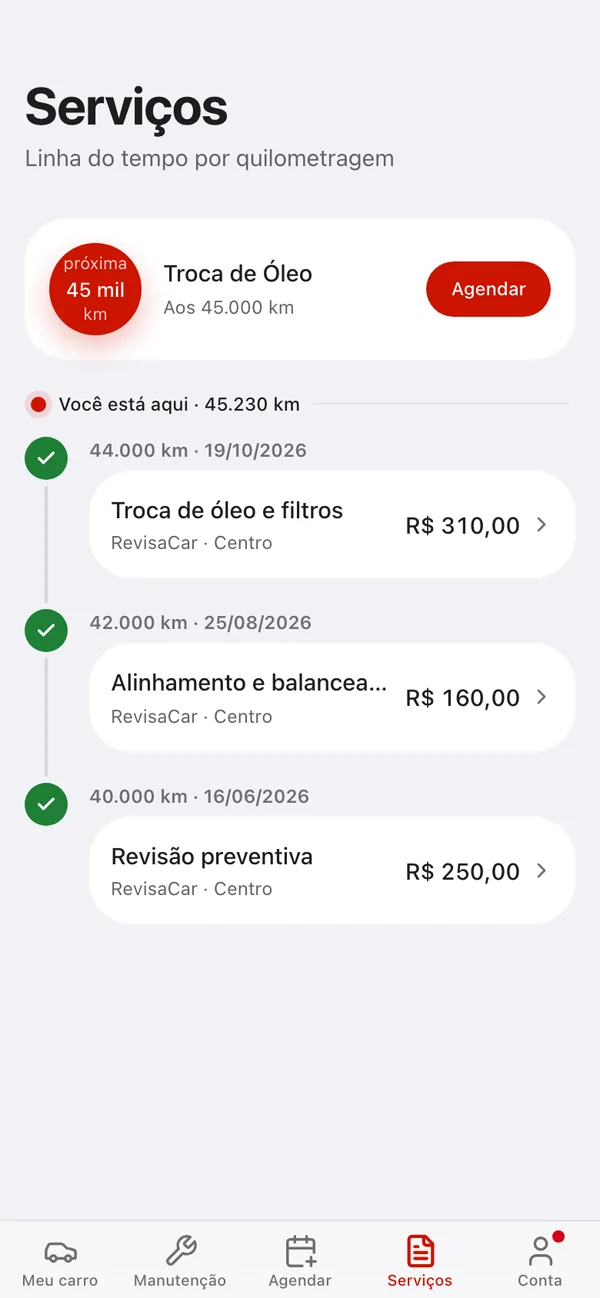 Serviços
Linha do tempo por quilometragem
próxima
45 mil
km
Troca de Óleo
Aos 45.000 km
Agendar
Você está aqui · 45.230 km
44.000 km · 19/10/2026
Troca de óleo e filtros
RevisaCar · Centro
R$ 310,00
42.000 km · 25/08/2026
Alinhamento e balancea...
RevisaCar · Centro
R$ 160,00
40.000 km · 16/06/2026
Revisão preventiva
RevisaCar · Centro
R$ 250,00
Meu carro
Manutenção
Agendar
Serviços
Conta